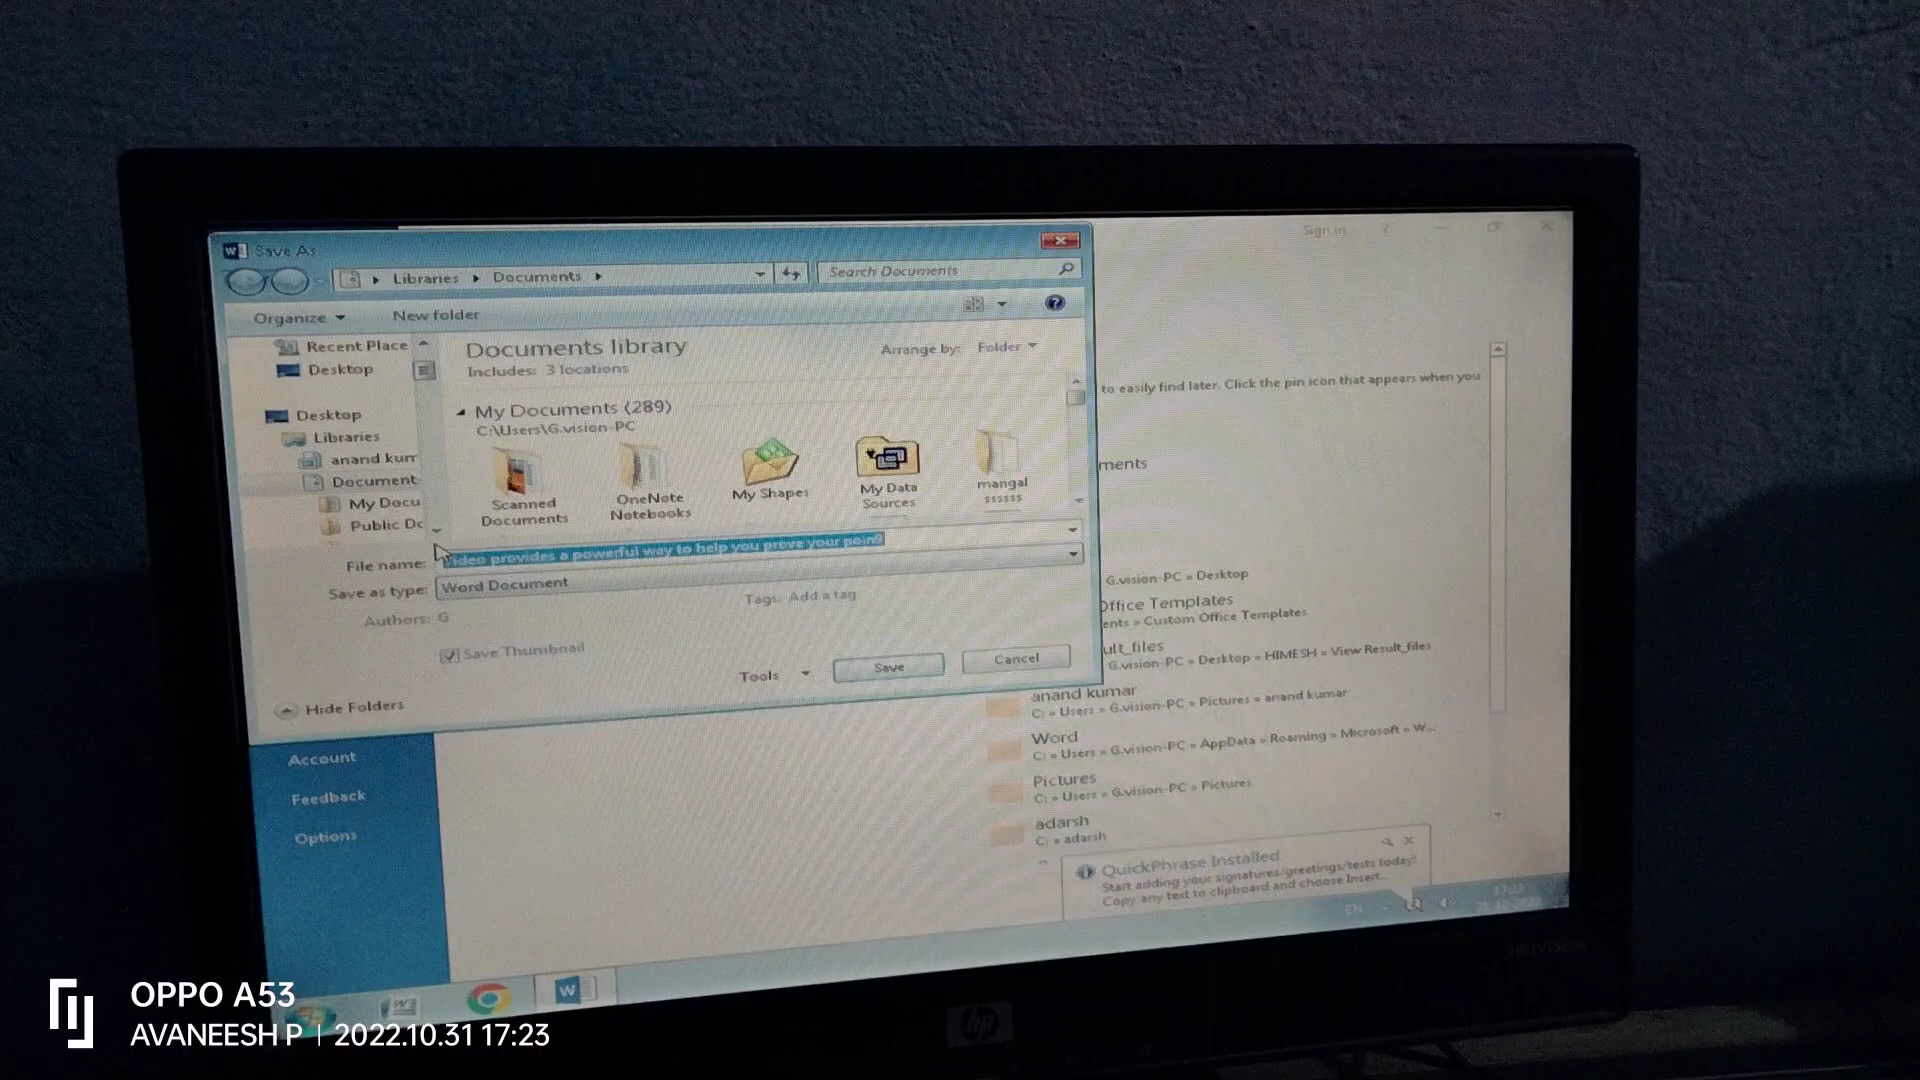 Save As
Sign in ?
Libraries Documents
Search Documents
Organize New folder
Recent Place
Desktop
Desktop
Libraries
anand kum
Document
My Docu
Public Dc
Documents library
Includes: 3 locations
Arrange by: Folder
My Documents (289)
C:\Users\G.vision-PC
Scanned Documents
OneNote Notebooks
My Shapes
My Data Sources
mangal ssssss
File name: Video provides a powerful way to help you prove your poin9
Save as type: Word Document
Authors: G
Tags: Add a tag
Save Thumbnail
Tools Save Cancel
Hide Folders
to easily find later. Click the pin icon that appears when you
ments
G.vision-PC » Desktop
Office Templates
ents » Custom Office Templates
ult_files
G.vision-PC » Desktop » HIMESH » View Result_files
anand kumar
C: » Users » G.vision-PC » Pictures » anand kumar
Word
C: » Users » G.vision-PC » AppData » Roaming » Microsoft » W...
Pictures
C: » Users » G.vision-PC » Pictures
adarsh
C: » adarsh
Account
Feedback
Options
QuickPhrase Installed
Start adding your signatures/greetings/texts today!
Copy any text to clipboard and choose Insert..
EN
17:23
hp
OPPO A53
AVANEESH P | 2022.10.31 17:23